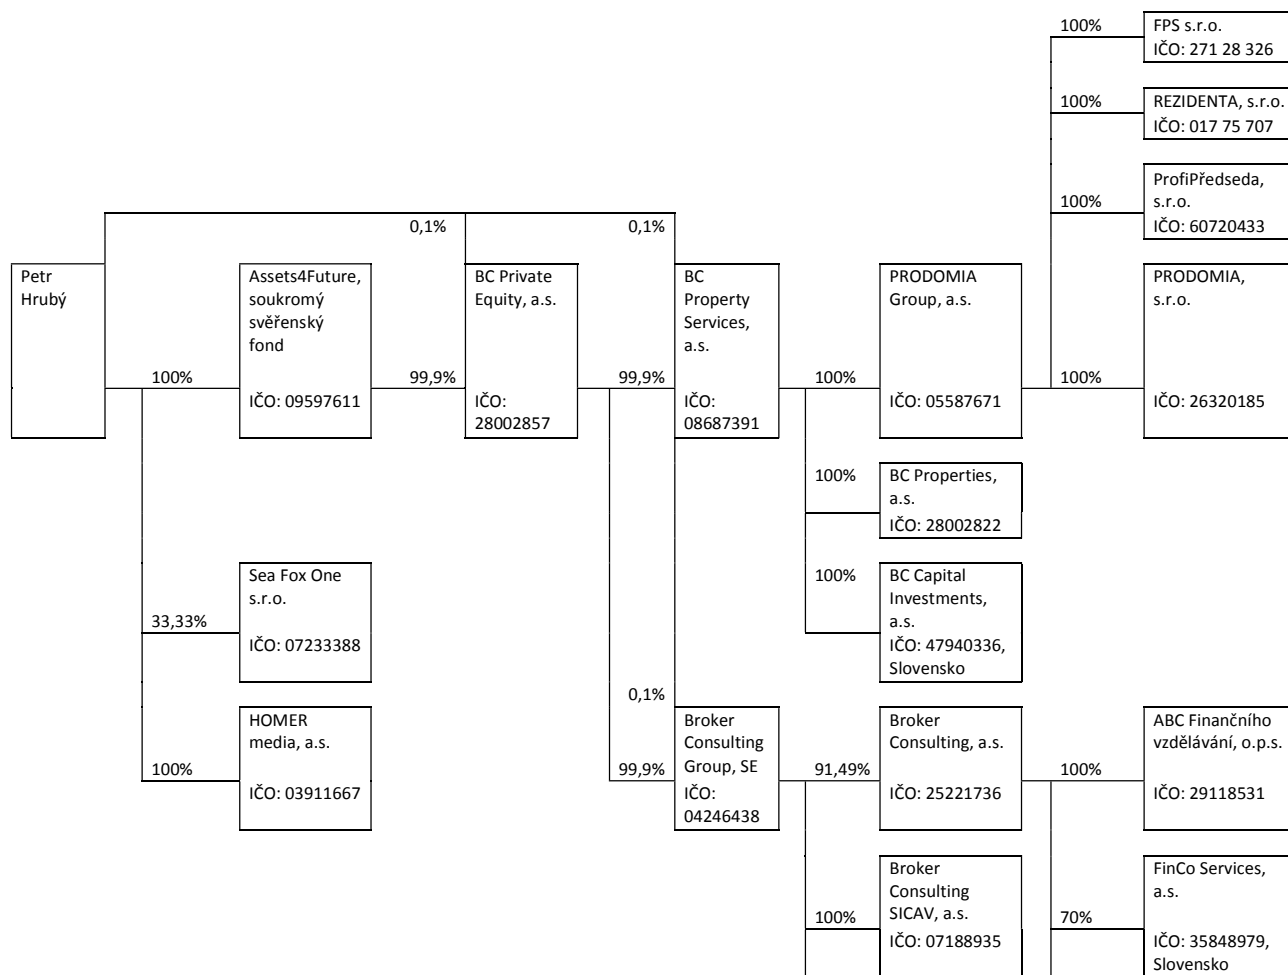 100%
FPS s.r.o.
IČO: 271 28 326
100%
REZIDENTA, s.r.o.
IČO: 017 75 707
100%
ProfiPředseda,
s.r.o.
IČO: 60720433
0,1%
0,1%
Petr
Hrubý
100%
Assets4Future,
soukromý
svěřenský
fond
IČO: 09597611
99,9%
BC Private
Equity, a.s.
IČO:
28002857
99,9%
BC
Property
Services,
a.s.
IČO:
08687391
100%
PRODOMIA
Group, a.s.
IČO: 05587671
100%
PRODOMIA,
s.r.o.
IČO: 26320185
100%
BC Properties,
a.s.
IČO: 28002822
100%
BC Capital
Investments,
a.s.
IČO: 47940336,
Slovensko
33,33%
Sea Fox One
s.r.o.
IČO: 07233388
100%
HOMER
media, a.s.
IČO: 03911667
0,1%
99,9%
Broker
Consulting
Group, SE
IČO:
04246438
91,49%
Broker
Consulting, a.s.
IČO: 25221736
100%
ABC Finančního
vzdělávání, o.p.s.
IČO: 29118531
100%
Broker
Consulting
SICAV, a.s.
IČO: 07188935
70%
FinCo Services,
a.s.
IČO: 35848979,
Slovensko